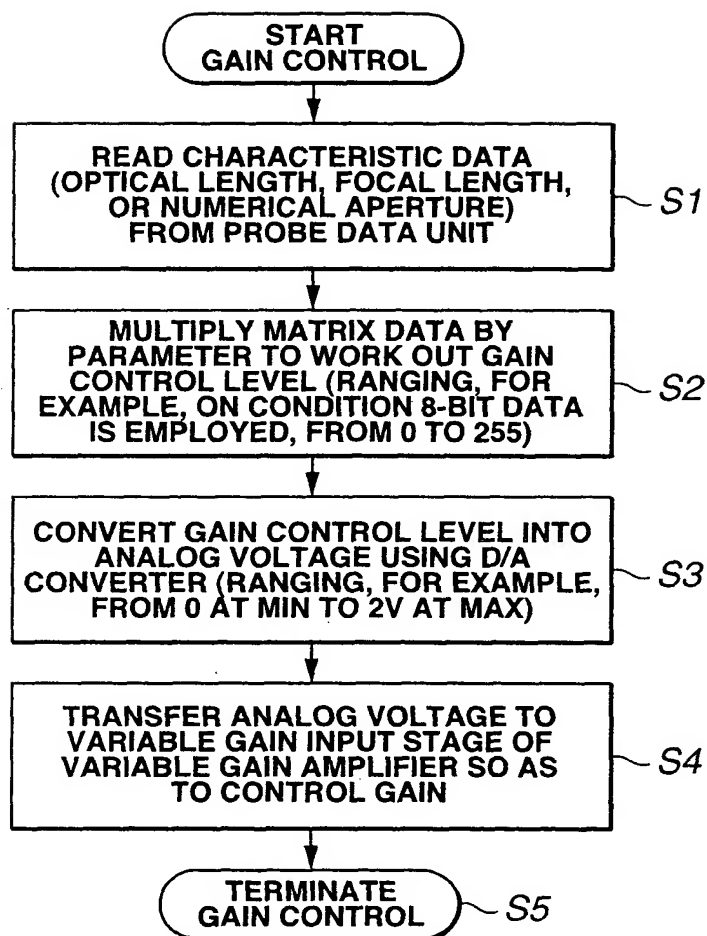 START
GAIN CONTROL
READ CHARACTERISTIC DATA
(OPTICAL LENGTH, FOCAL LENGTH,
OR NUMERICAL APERTURE)
FROM PROBE DATA UNIT
S1
MULTIPLY MATRIX DATA BY
PARAMETER TO WORK OUT GAIN
CONTROL LEVEL (RANGING, FOR
EXAMPLE, ON CONDITION 8-BIT DATA
IS EMPLOYED, FROM 0 TO 255)
S2
CONVERT GAIN CONTROL LEVEL INTO
ANALOG VOLTAGE USING D/A
CONVERTER (RANGING, FOR EXAMPLE,
FROM 0 AT MIN TO 2V AT MAX)
S3
TRANSFER ANALOG VOLTAGE TO
VARIABLE GAIN INPUT STAGE OF
VARIABLE GAIN AMPLIFIER SO AS
TO CONTROL GAIN
S4
TERMINATE
GAIN CONTROL
S5